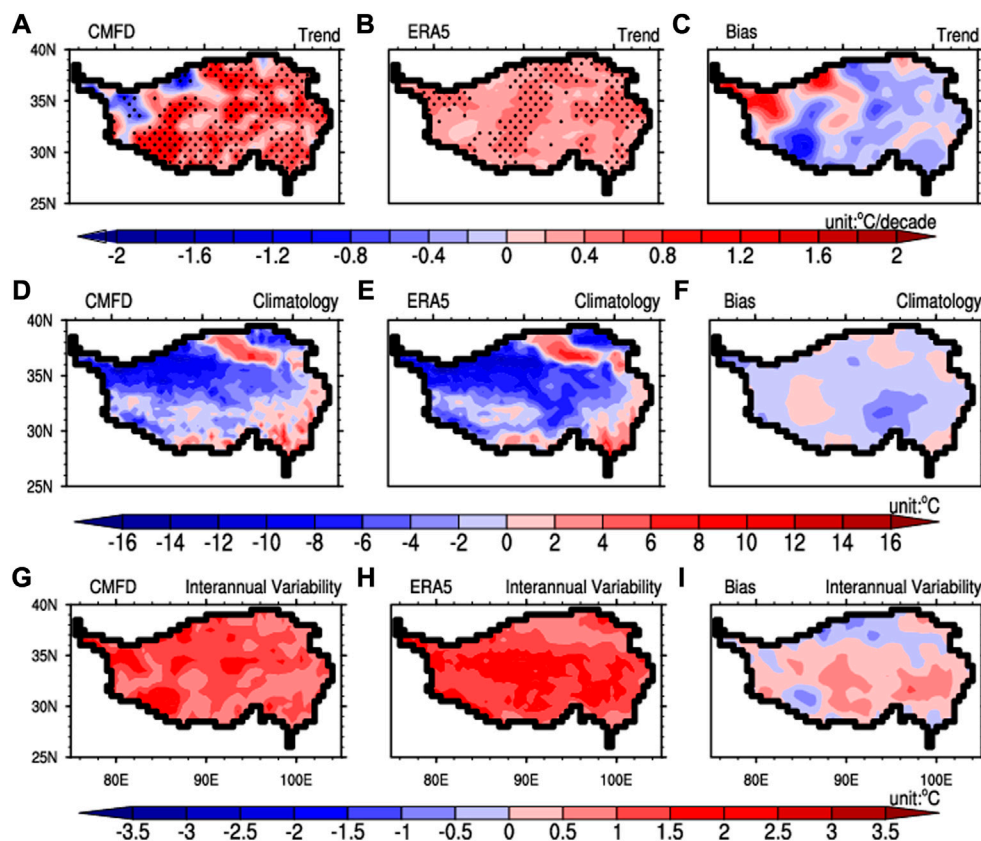 A CMFD Trend B ERA5 Trend C Bias Trend
40N
35N
30N
25N
unit:°C/decade
-2 -1.6 -1.2 -0.8 -0.4 0 0.4 0.8 1.2 1.6 2
D CMFD Climatology E ERA5 Climatology F Bias Climatology
40N
35N
30N
25N
unit:°C
-16 -14 -12 -10 -8 -6 -4 -2 0 2 4 6 8 10 12 14 16
G CMFD Interannual Variability H ERA5 Interannual Variability I Bias Interannual Variability
40N
35N
30N
25N
80E 90E 100E 80E 90E 100E 80E 90E 100E
unit:°C
-3.5 -3 -2.5 -2 -1.5 -1 -0.5 0 0.5 1 1.5 2 2.5 3 3.5